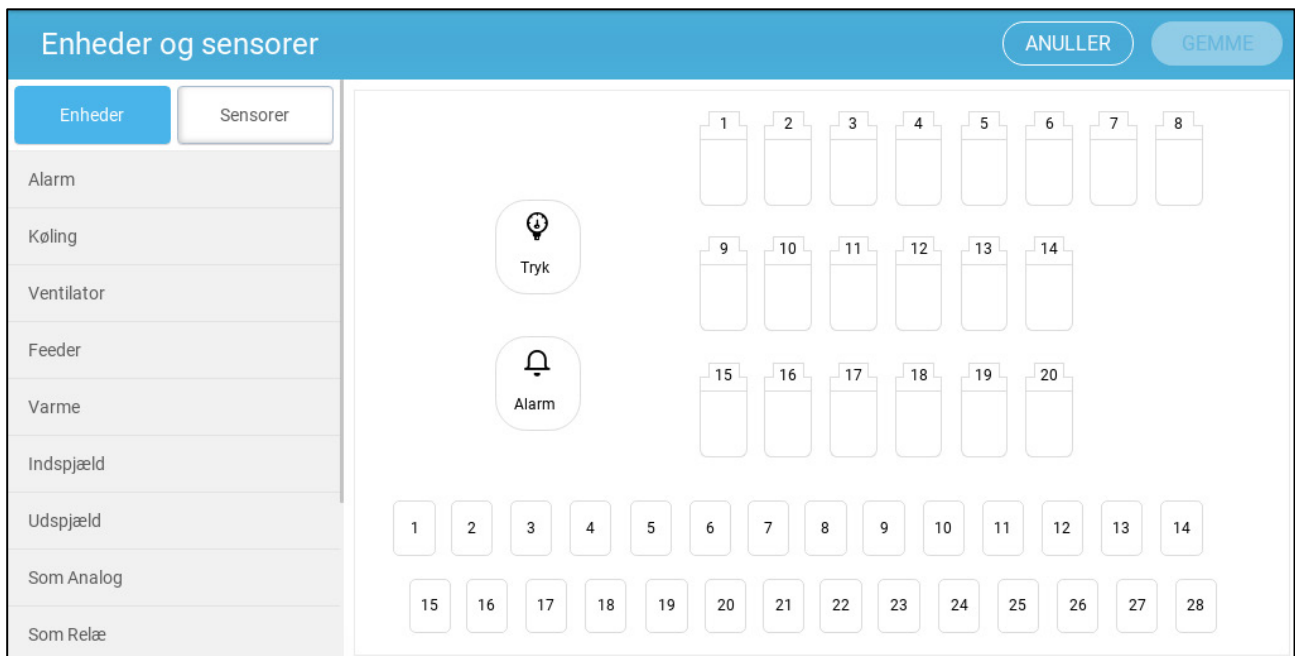 Enheder og sensorer ANULLER GEMME
Enheder Sensorer
Alarm
Køling
Ventilator
Feeder
Varme
Indspjæld
Udspjæld
Som Analog
Som Relæ
1 2 3 4 5 6 7 8
Tryk
9 10 11 12 13 14
Alarm
15 16 17 18 19 20
1 2 3 4 5 6 7 8 9 10 11 12 13 14
15 16 17 18 19 20 21 22 23 24 25 26 27 28